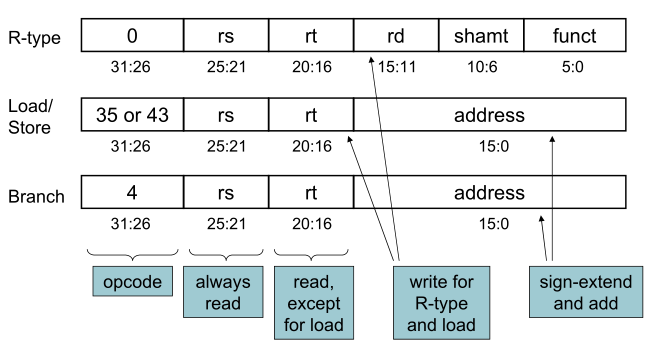 R-type 0 rs rt rd shamt funct
31:26 25:21 20:16 15:11 10:6 5:0
Load/
Store 35 or 43 rs rt address
31:26 25:21 20:16 15:0
Branch 4 rs rt address
31:26 25:21 20:16 15:0
opcode
always
read
read,
except
for load
write for
R-type
and load
sign-extend
and add